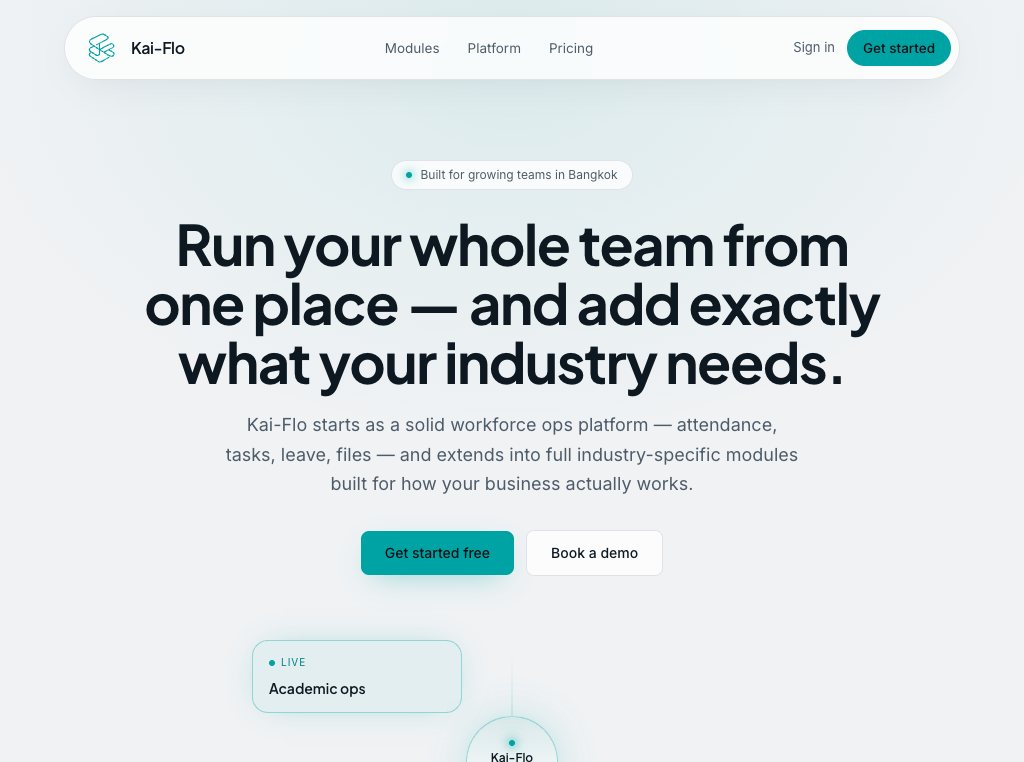 Kai-Flo
Modules
Platform
Pricing
Sign in
Get started
Built for growing teams in Bangkok
Run your whole team from
one place — and add exactly
what your industry needs.
Kai-Flo starts as a solid workforce ops platform — attendance,
tasks, leave, files — and extends into full industry-specific modules
built for how your business actually works.
Get started free
Book a demo
LIVE
Academic ops
Kai-Flo